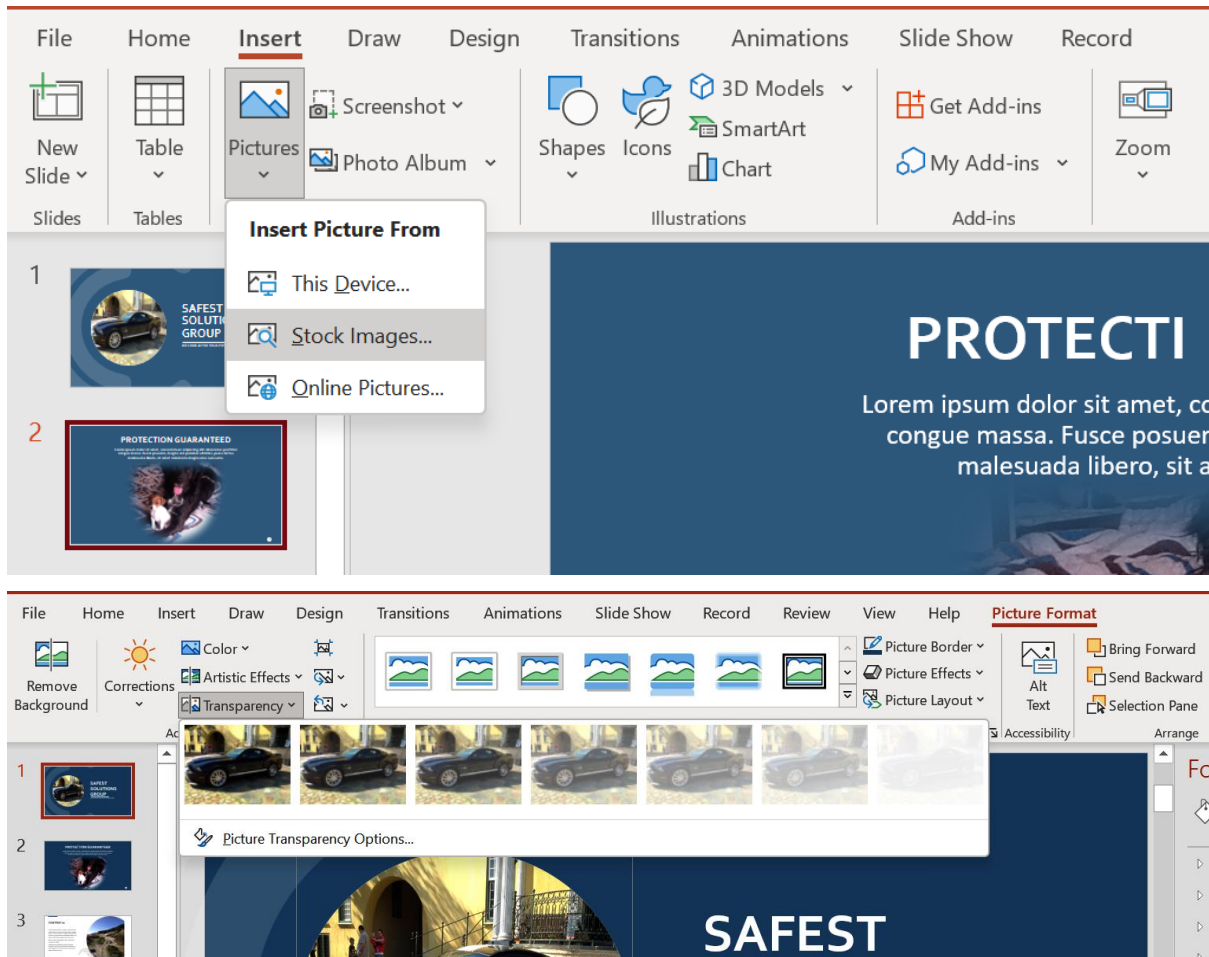 File Home Insert Draw Design Transitions Animations Slide Show Record
New Slide
Table
Pictures
Screenshot
Photo Album
Shapes
Icons
3D Models
SmartArt
Chart
Get Add-ins
My Add-ins
Zoom
Slides Tables Illustrations Add-ins
Insert Picture From
This Device...
Stock Images...
Online Pictures...
1
SAFEST
SOLUTI
GROUP
2
PROTECTION GUARANTEED
PROTECTI
Lorem ipsum dolor sit amet, co
congue massa. Fusce posuer
malesuada libero, sit a
File Home Insert Draw Design Transitions Animations Slide Show Record Review View Help Picture Format
Remove
Background
Corrections
Color
Artistic Effects
Transparency
Picture Border
Picture Effects
Picture Layout
Alt
Text
Bring Forward
Send Backward
Selection Pane
Ac
Accessibility
Arrange
Picture Transparency Options...
1
SAFEST
SOLUTIONS
GROUP
2
3
SAFEST
Fo